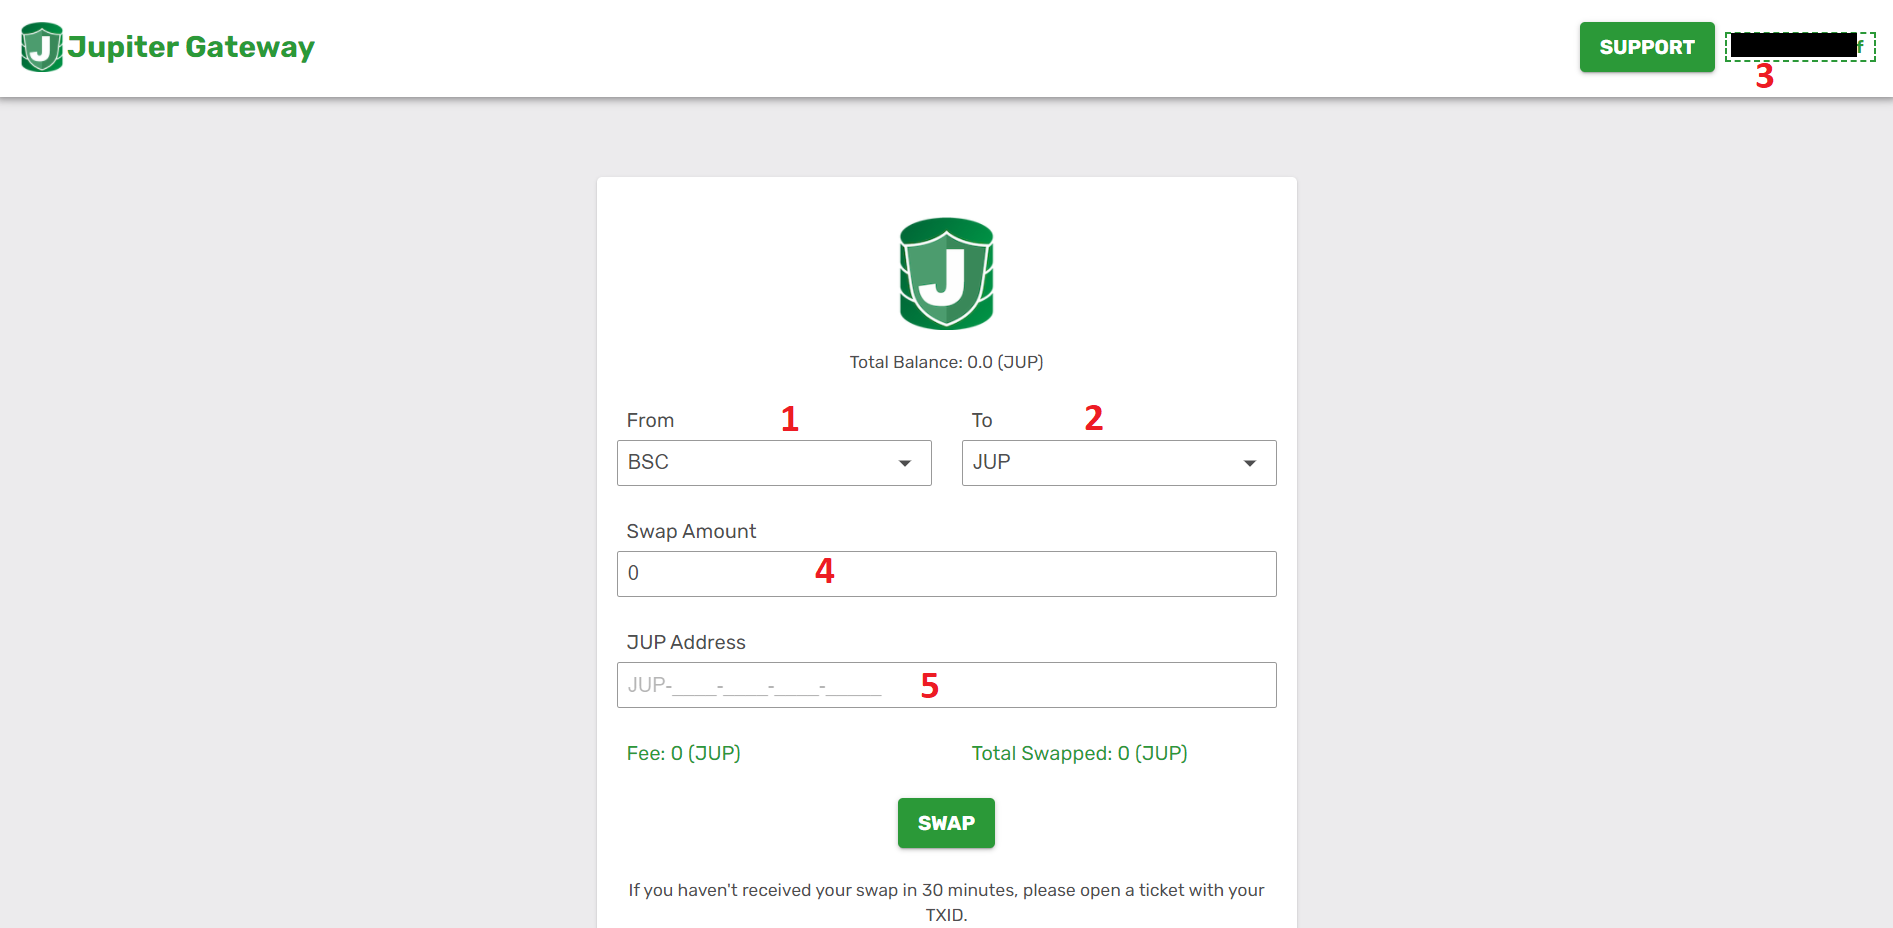 J Jupiter Gateway
SUPPORT
f
3
J
Total Balance: 0.0 (JUP)
From 1
To 2
BSC
JUP
Swap Amount
0 4
JUP Address
JUP-____-____-____-_____ 5
Fee: 0 (JUP)
Total Swapped: 0 (JUP)
SWAP
If you haven't received your swap in 30 minutes, please open a ticket with your
TXID.